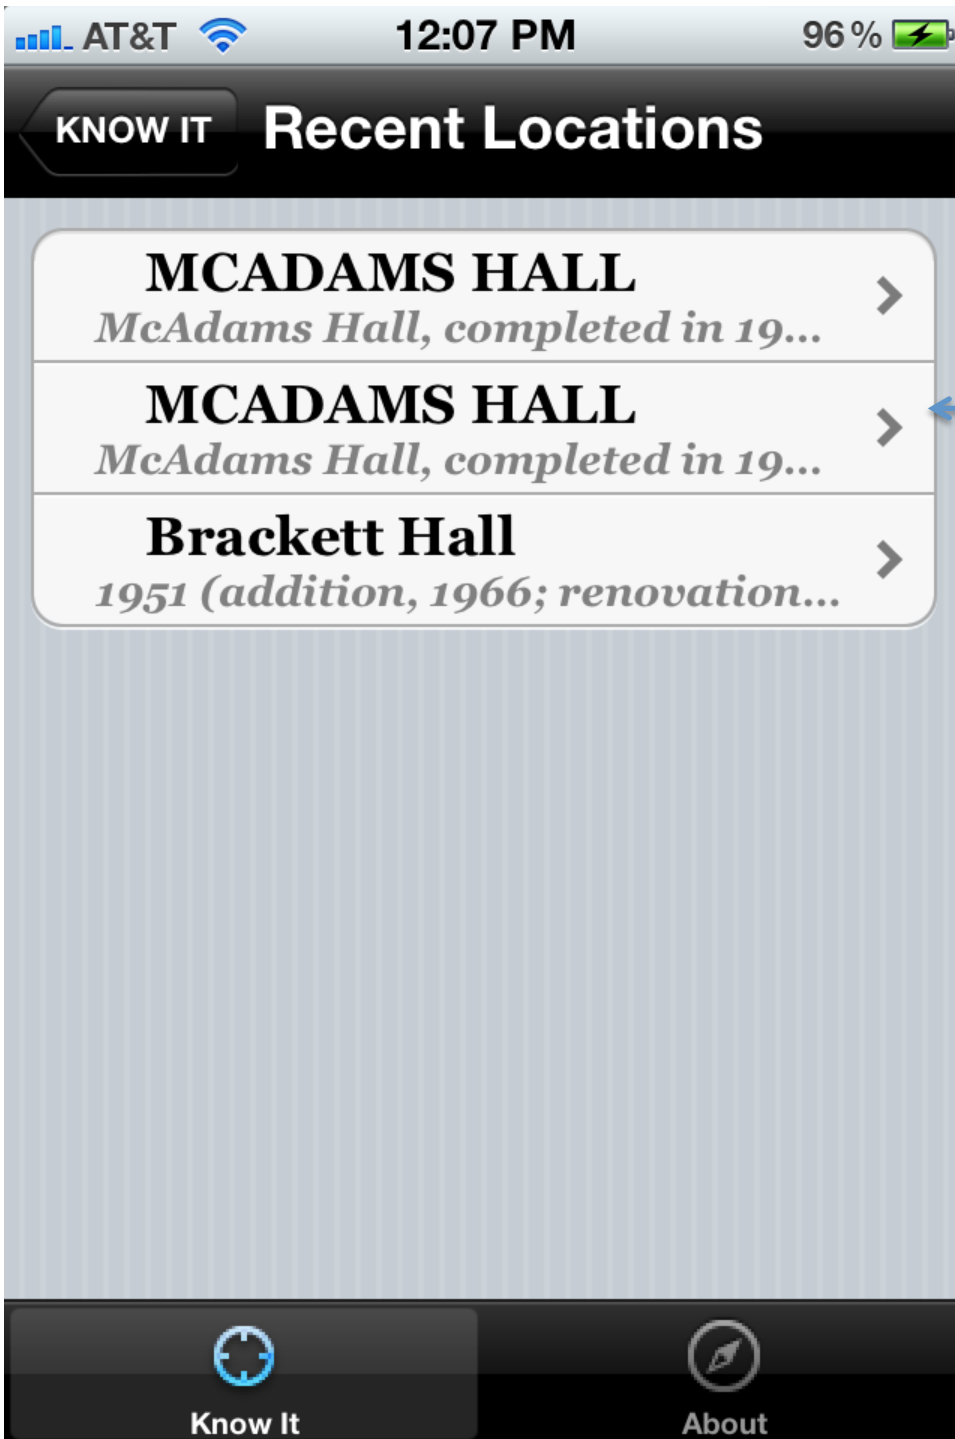 AT&T 12:07 PM 96%
KNOW IT Recent Locations
MCADAMS HALL
McAdams Hall, completed in 19...
MCADAMS HALL
McAdams Hall, completed in 19...
Brackett Hall
1951 (addition, 1966; renovation...
Know It About